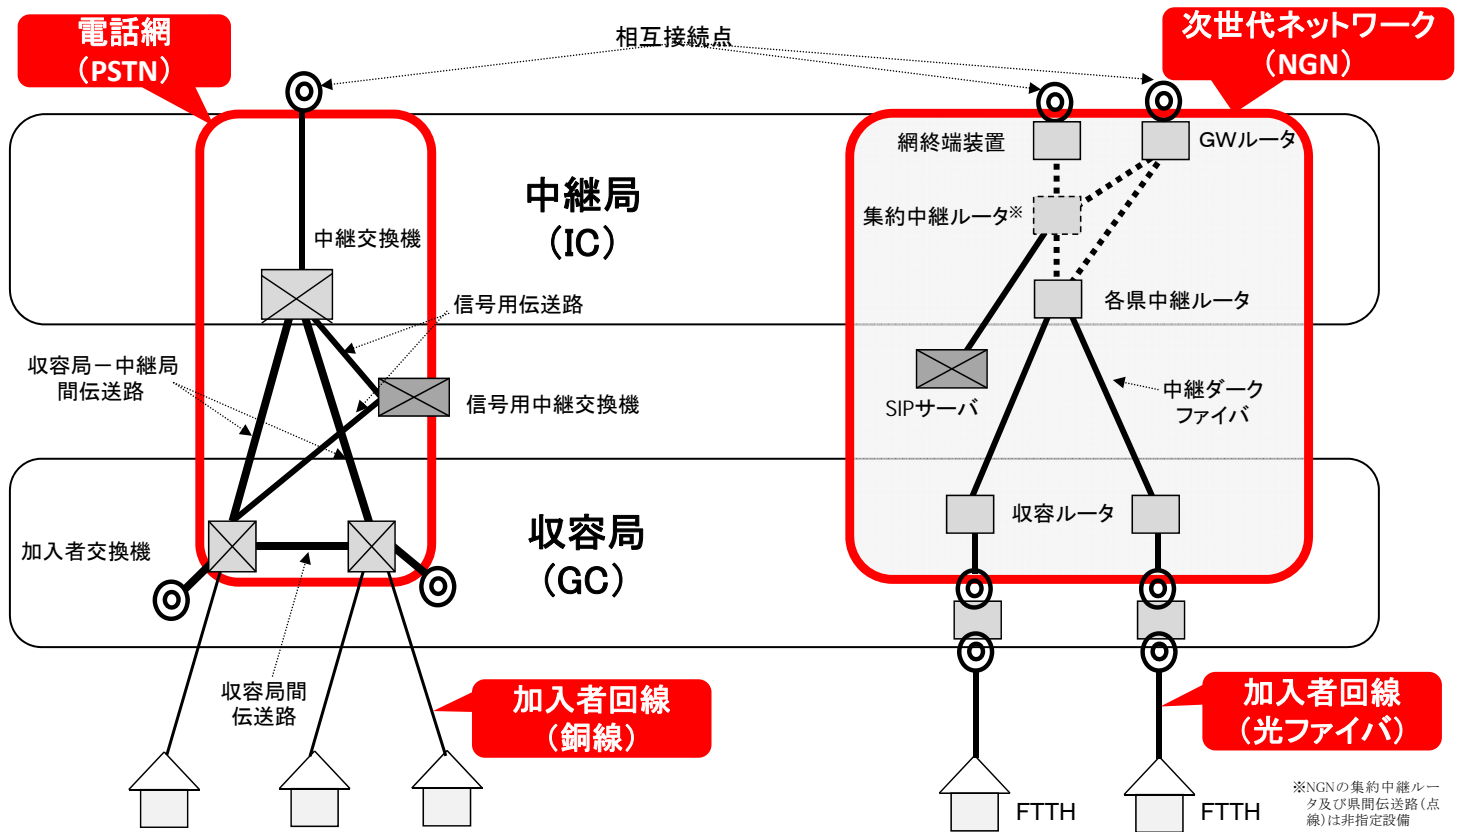 電話網
（PSTN）
相互接続点
次世代ネットワーク
（NGN）
網終端装置
GWルータ
中継局
（IC）
集約中継ルータ※
中継交換機
信号用伝送路
各県中継ルータ
収容局－中継局
間伝送路
信号用中継交換機
SIPサーバ
中継ダーク
ファイバ
収容局
（GC）
収容ルータ
加入者交換機
収容局間
伝送路
加入者回線
（銅線）
加入者回線
（光ファイバ）
FTTH
FTTH
※NGNの集約中継ルー
タ及び県間伝送路（点
線）は非指定設備